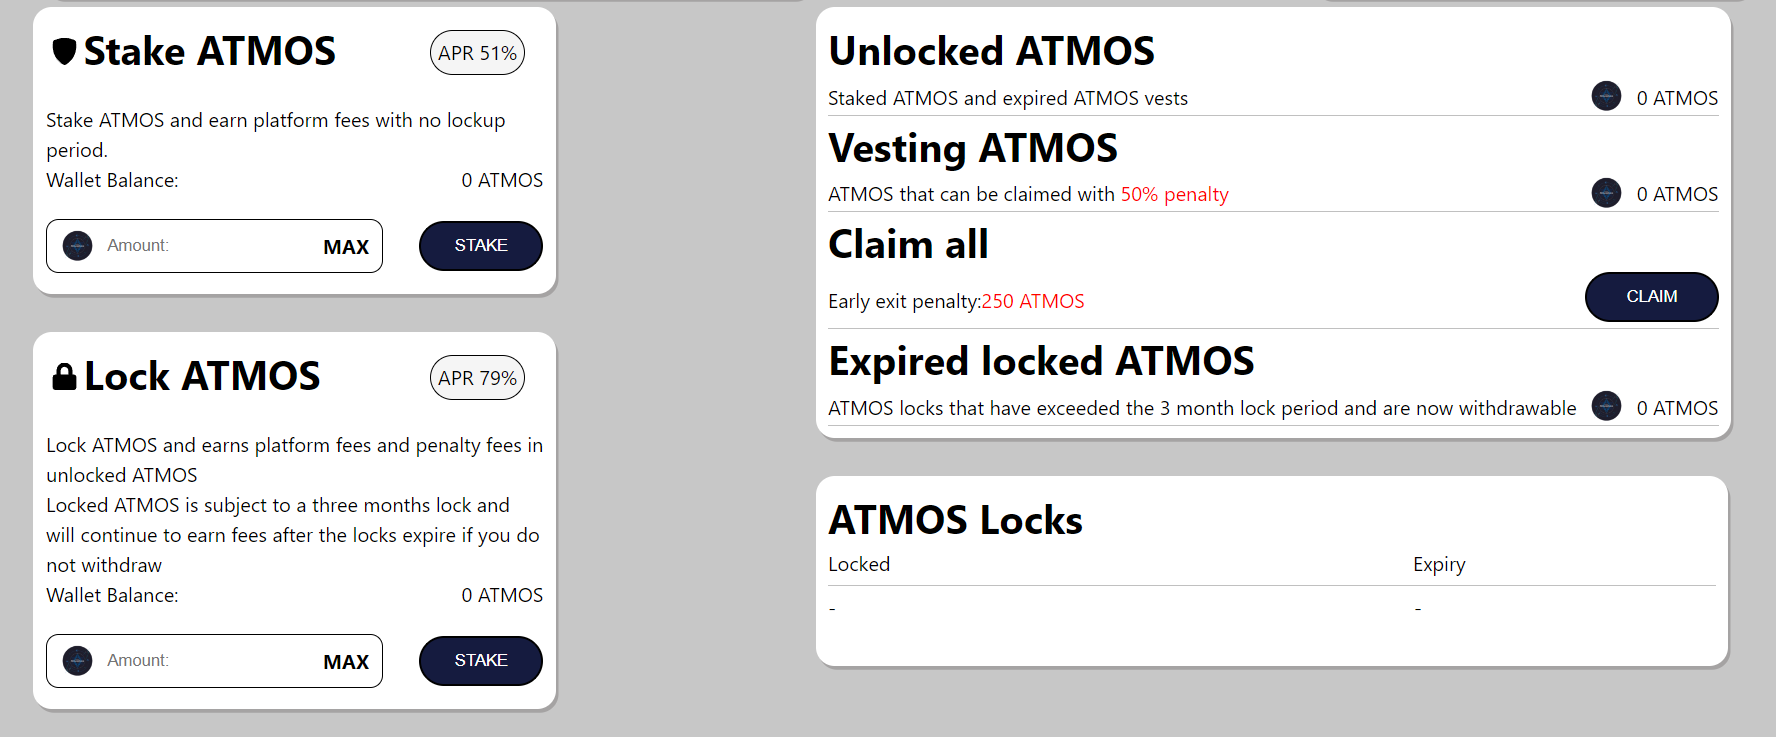 Stake ATMOS
APR 51%
Stake ATMOS and earn platform fees with no lockup
period.
Wallet Balance:
0 ATMOS
Amount:
MAX
STAKE
Lock ATMOS
APR 79%
Lock ATMOS and earns platform fees and penalty fees in
unlocked ATMOS
Locked ATMOS is subject to a three months lock and
will continue to earn fees after the locks expire if you do
not withdraw
Wallet Balance:
0 ATMOS
Amount:
MAX
STAKE
Unlocked ATMOS
Staked ATMOS and expired ATMOS vests
0 ATMOS
Vesting ATMOS
ATMOS that can be claimed with 50% penalty
0 ATMOS
Claim all
Early exit penalty:250 ATMOS
CLAIM
Expired locked ATMOS
ATMOS locks that have exceeded the 3 month lock period and are now withdrawable
0 ATMOS
ATMOS Locks
Locked
Expiry
-
-